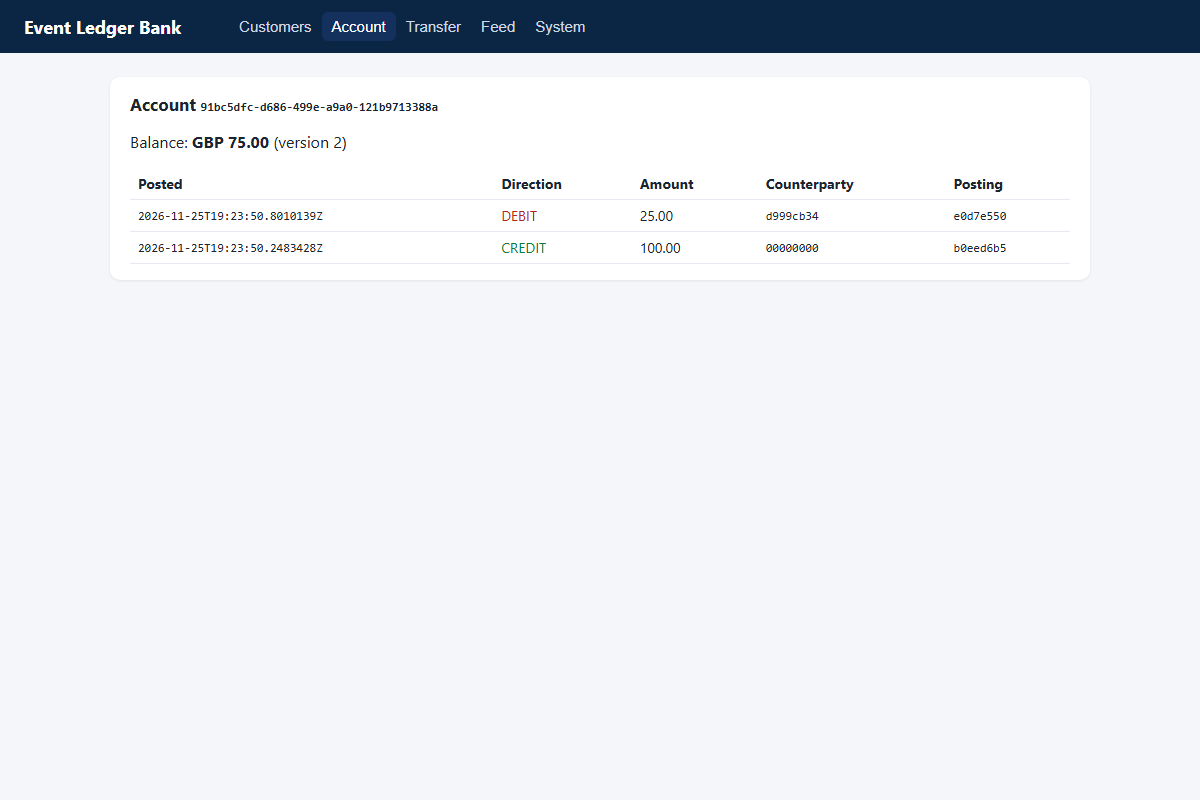 Event Ledger Bank Customers Account Transfer Feed System
Account 91bc5dfc-d686-499e-a9a0-121b9713388a
Balance: GBP 75.00 (version 2)
Posted Direction Amount Counterparty Posting
2026-11-25T19:23:50.8010139Z DEBIT 25.00 d999cb34 e0d7e550
2026-11-25T19:23:50.2483428Z CREDIT 100.00 00000000 b0eed6b5